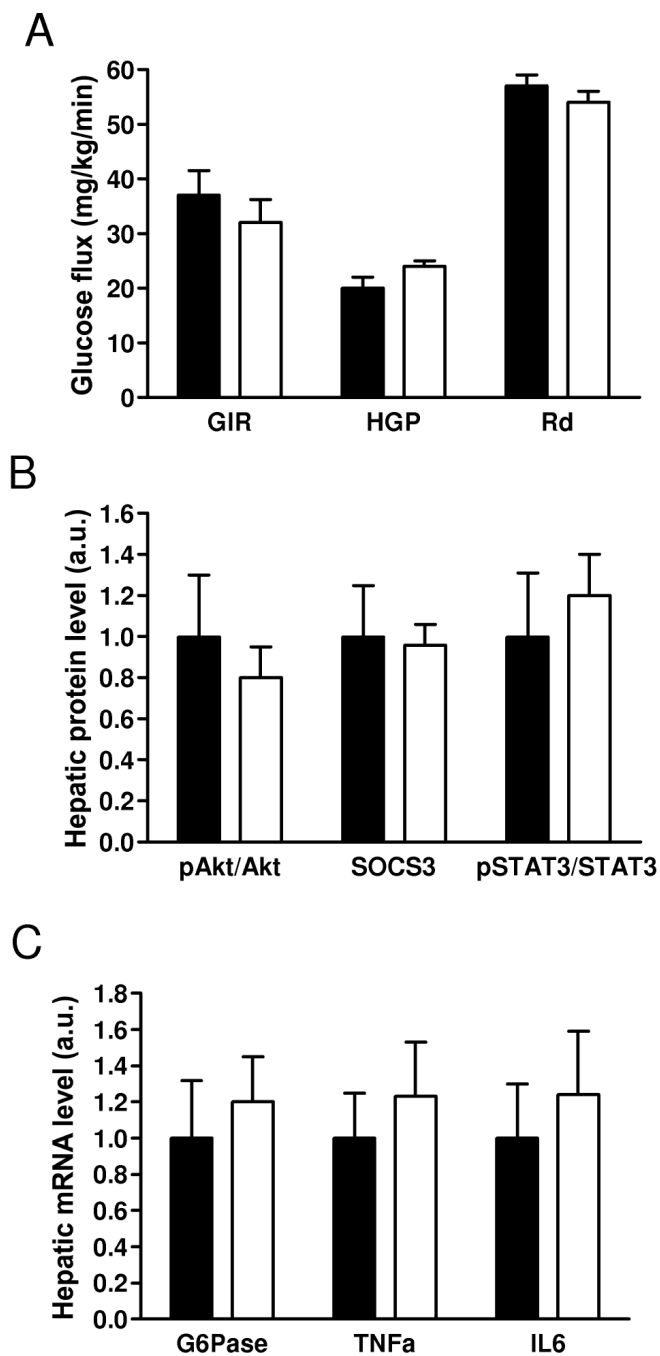 A
Glucose flux (mg/kg/min)
60
50
40
30
20
10
0
GIR
HGP
Rd
B
Hepatic protein level (a.u.)
1.6
1.4
1.2
1.0
0.8
0.6
0.4
0.2
0.0
pAkt/Akt
SOCS3
pSTAT3/STAT3
C
Hepatic mRNA level (a.u.)
1.8
1.6
1.4
1.2
1.0
0.8
0.6
0.4
0.2
0.0
G6Pase
TNFa
IL6